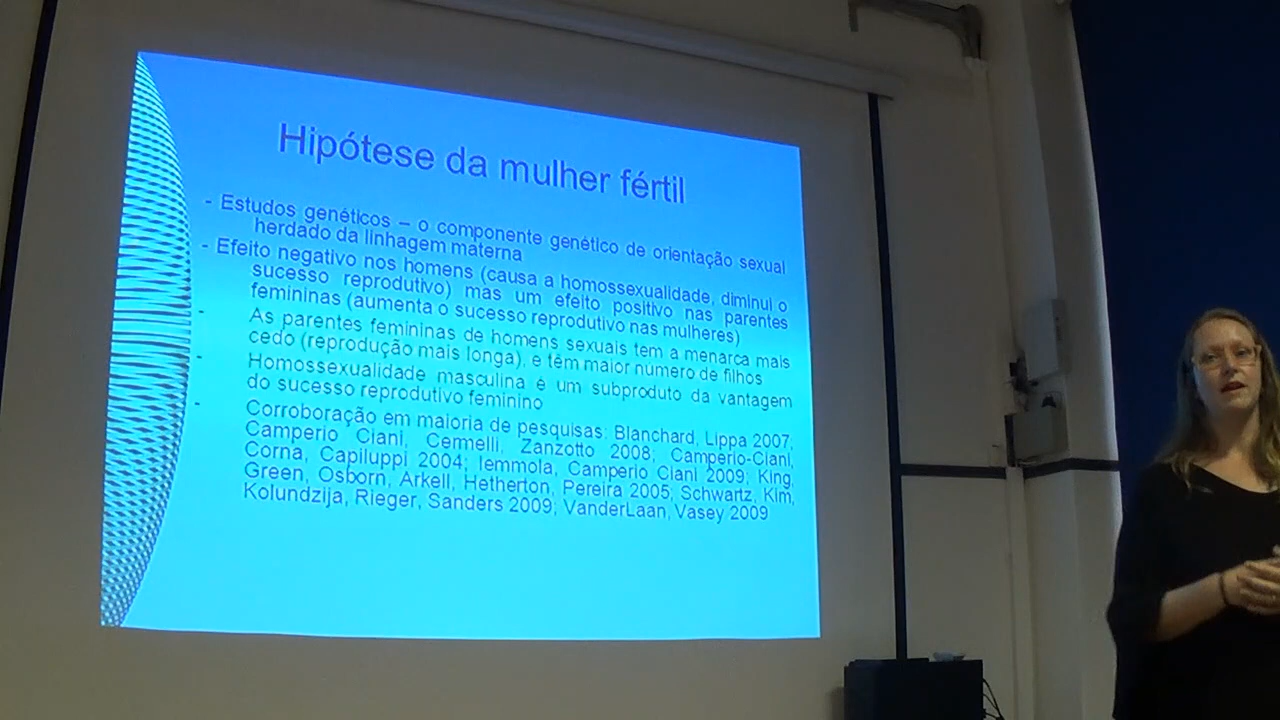 Hipótese da mulher fértil
- Estudos genéticos – o componente genético de orientação sexual
herdado da linhagem materna
- Efeito negativo nos homens (causa a homossexualidade, diminui o
sucesso reprodutivo) mas um efeito positivo nas parentes
femininas (aumenta o sucesso reprodutivo nas mulheres)
- As parentes femininas de homens sexuais tem a menarca mais
cedo (reprodução mais longa), e têm maior numero de filhos
- Homossexualidade masculina é um subproduto da vantagem
do sucesso reprodutivo feminino
- Corroboração em maioria de pesquisas: Blanchard, Lippa 2007;
Camperio Ciani, Cermelli, Zanzotto 2008; Camperio-Ciani,
Corna, Capiluppi 2004; Iemmola, Camperio Ciani 2009; King,
Green, Osborn, Arkell, Hetherton, Pereira 2005; Schwartz, Kim,
Kolundzija, Rieger, Sanders 2009; VanderLaan, Vasey 2009